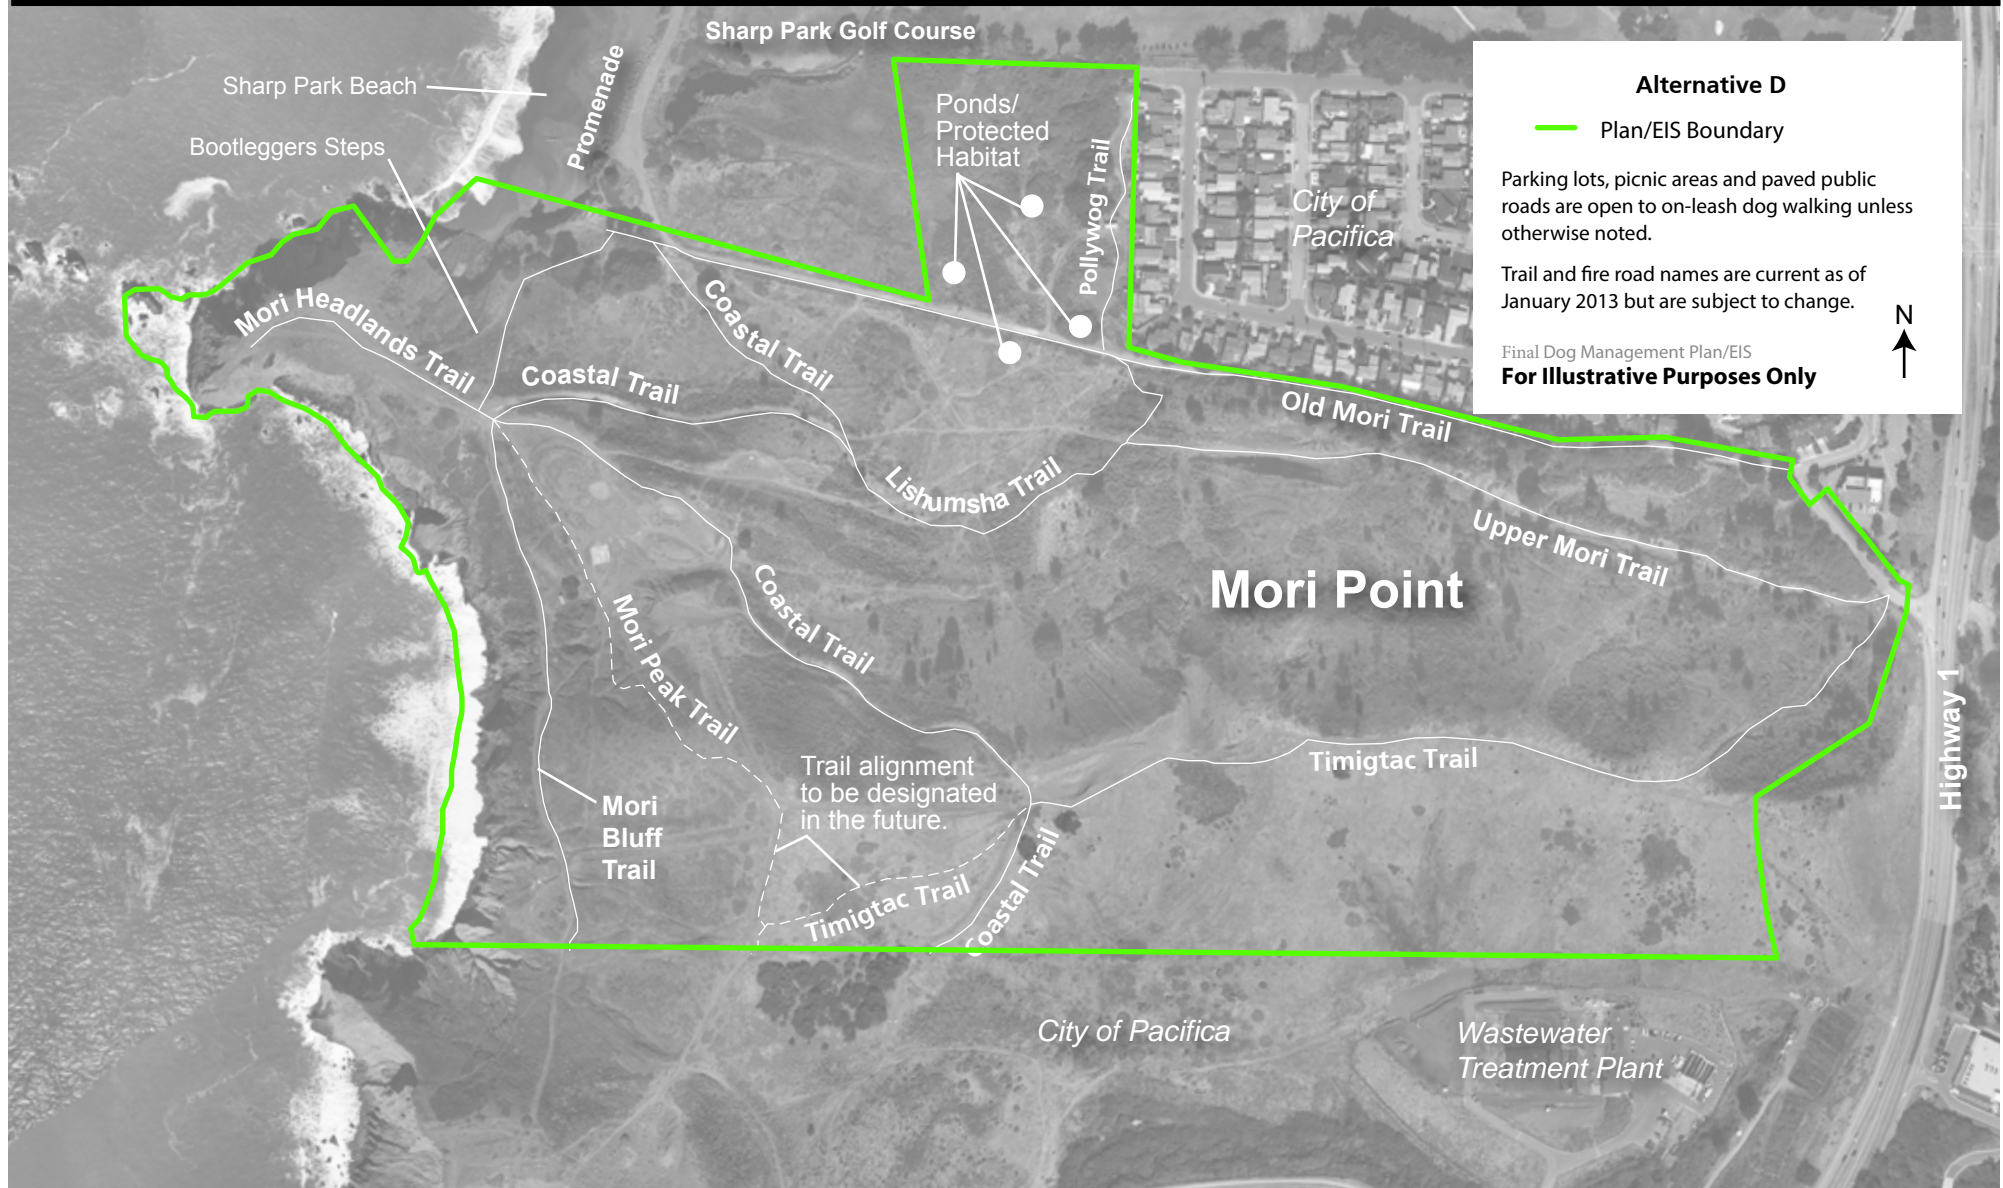 Sharp Park Golf Course
Sharp Park Beach
Promenade
Bootleggers Steps
Ponds/
Protected
Habitat
Pollywog Trail
City of
Pacifica
Alternative D
Plan/EIS Boundary
Parking lots, picnic areas and paved public
roads are open to on-leash dog walking unless
otherwise noted.
Trail and fire road names are current as of
January 2013 but are subject to change.
N
Final Dog Management Plan/EIS
For Illustrative Purposes Only
Mori Headlands Trail
Coastal Trail
Coastal Trail
Old Mori Trail
Lishumsha Trail
Upper Mori Trail
Mori Point
Coastal Trail
Mori Peak Trail
Highway 1
Timigtac Trail
Trail alignment
to be designated
in the future.
Mori
Bluff
Trail
Timigtac Trail
Coastal Trail
City of Pacifica
Wastewater
Treatment Plant